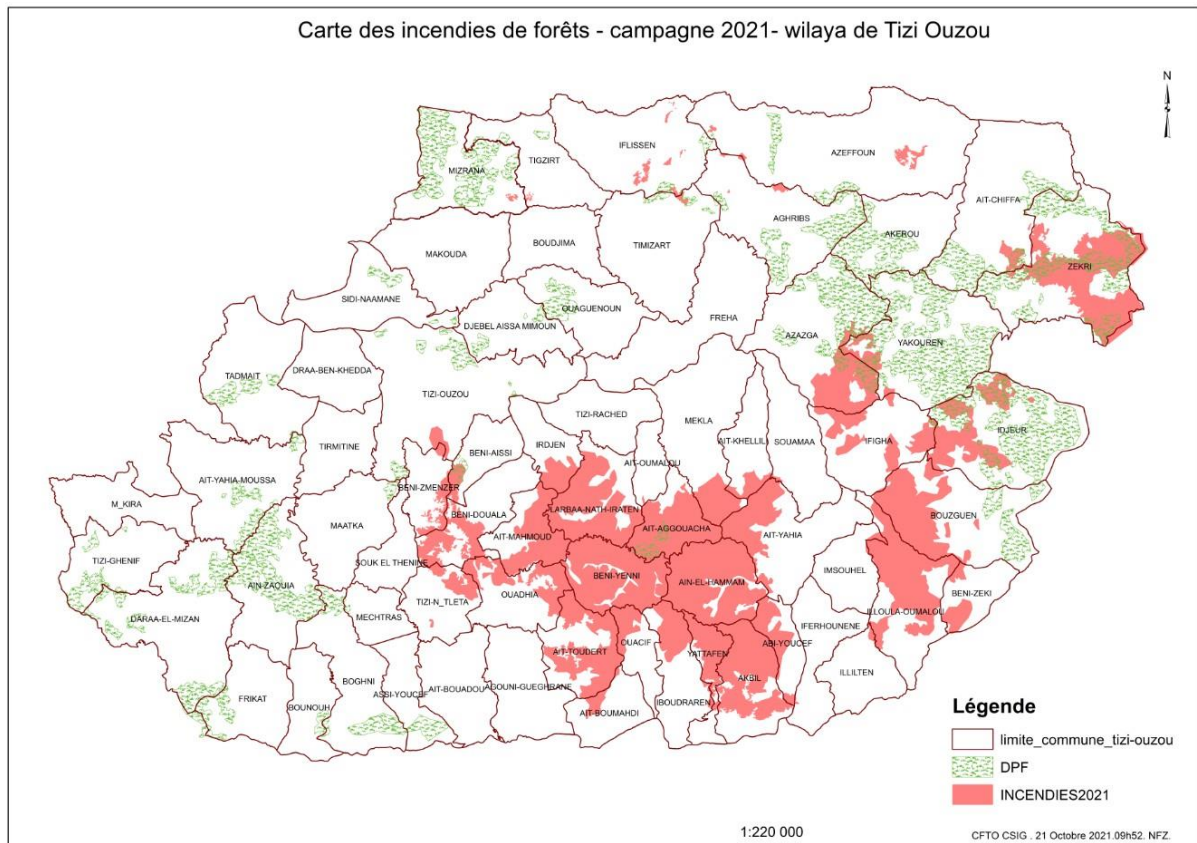 Carte des incendies de forêts - campagne 2021- wilaya de Tizi Ouzou
N
IFLISSEN
AZEFFOUN
TIGZIRT
MIZRANA
AIT-CHIFFA
AGHRIBS
AKEROU
BOUDJIMA
TIMIZART
MAKOUDA
ZEKRI
SIDI-NAAMANE
OUAGUENOUN
FREHA
DJEBEL AISSA MIMOUN
AZAZGA
YAKOUREN
DRAA-BEN-KHEDDA
TADMAIT
TIZI-OUZOU
TIZI-RACHED
MEKLA
IDJEUR
TIRMITINE
IRDJEN
BENI-AISSI
AIT-KHELLILI
SOUAMAA
IFIGHA
AIT-OUMALOU
AIT-YAHIA-MOUSSA
BENI-ZMENZER
M_KIRA
LARBAA-NATH-IRATEN
BENI-DOUALA
BOUZGUEN
MAATKA
AIT-AGGOUACHA
AIT-MAHMOUD
AIT-YAHIA
TIZI-GHENIF
SOUK EL THENINE
IMSOUHEL
BENI-YENNI
AIN-EL-HAMMAM
AIN-ZAOUIA
OUADHIA
BENI-ZEKI
TIZI-N_TLETA
ILLOULA-OUMALOU
MECHTRAS
DARAA-EL-MIZAN
IFERHOUNENE
OUACIF
ABI-YOUCEF
AIT-TOUDERT
YATTAFEN
ILLILTEN
AKBIL
BOGHNI
AGOUNI-GUEGHRANE
AIT-BOUADOU
ASSI-YOUCEF
FRIKAT
BOUNOUH
IBOUDRAREN
AIT-BOUMAHDI
Légende
limite_commune_tizi-ouzou
DPF
INCENDIES2021
1:220 000
CFTO CSIG . 21 Octobre 2021.09h52. NFZ.